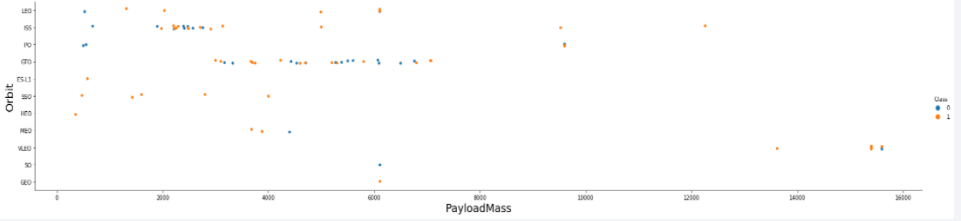 LEO
ISS
PO
GTO
ES-L1
SSO
HEO
MEO
VLEO
SO
GEO
Orbit
0 2000 4000 6000 8000 10000 12000 14000 16000
PayloadMass
Class
0
1